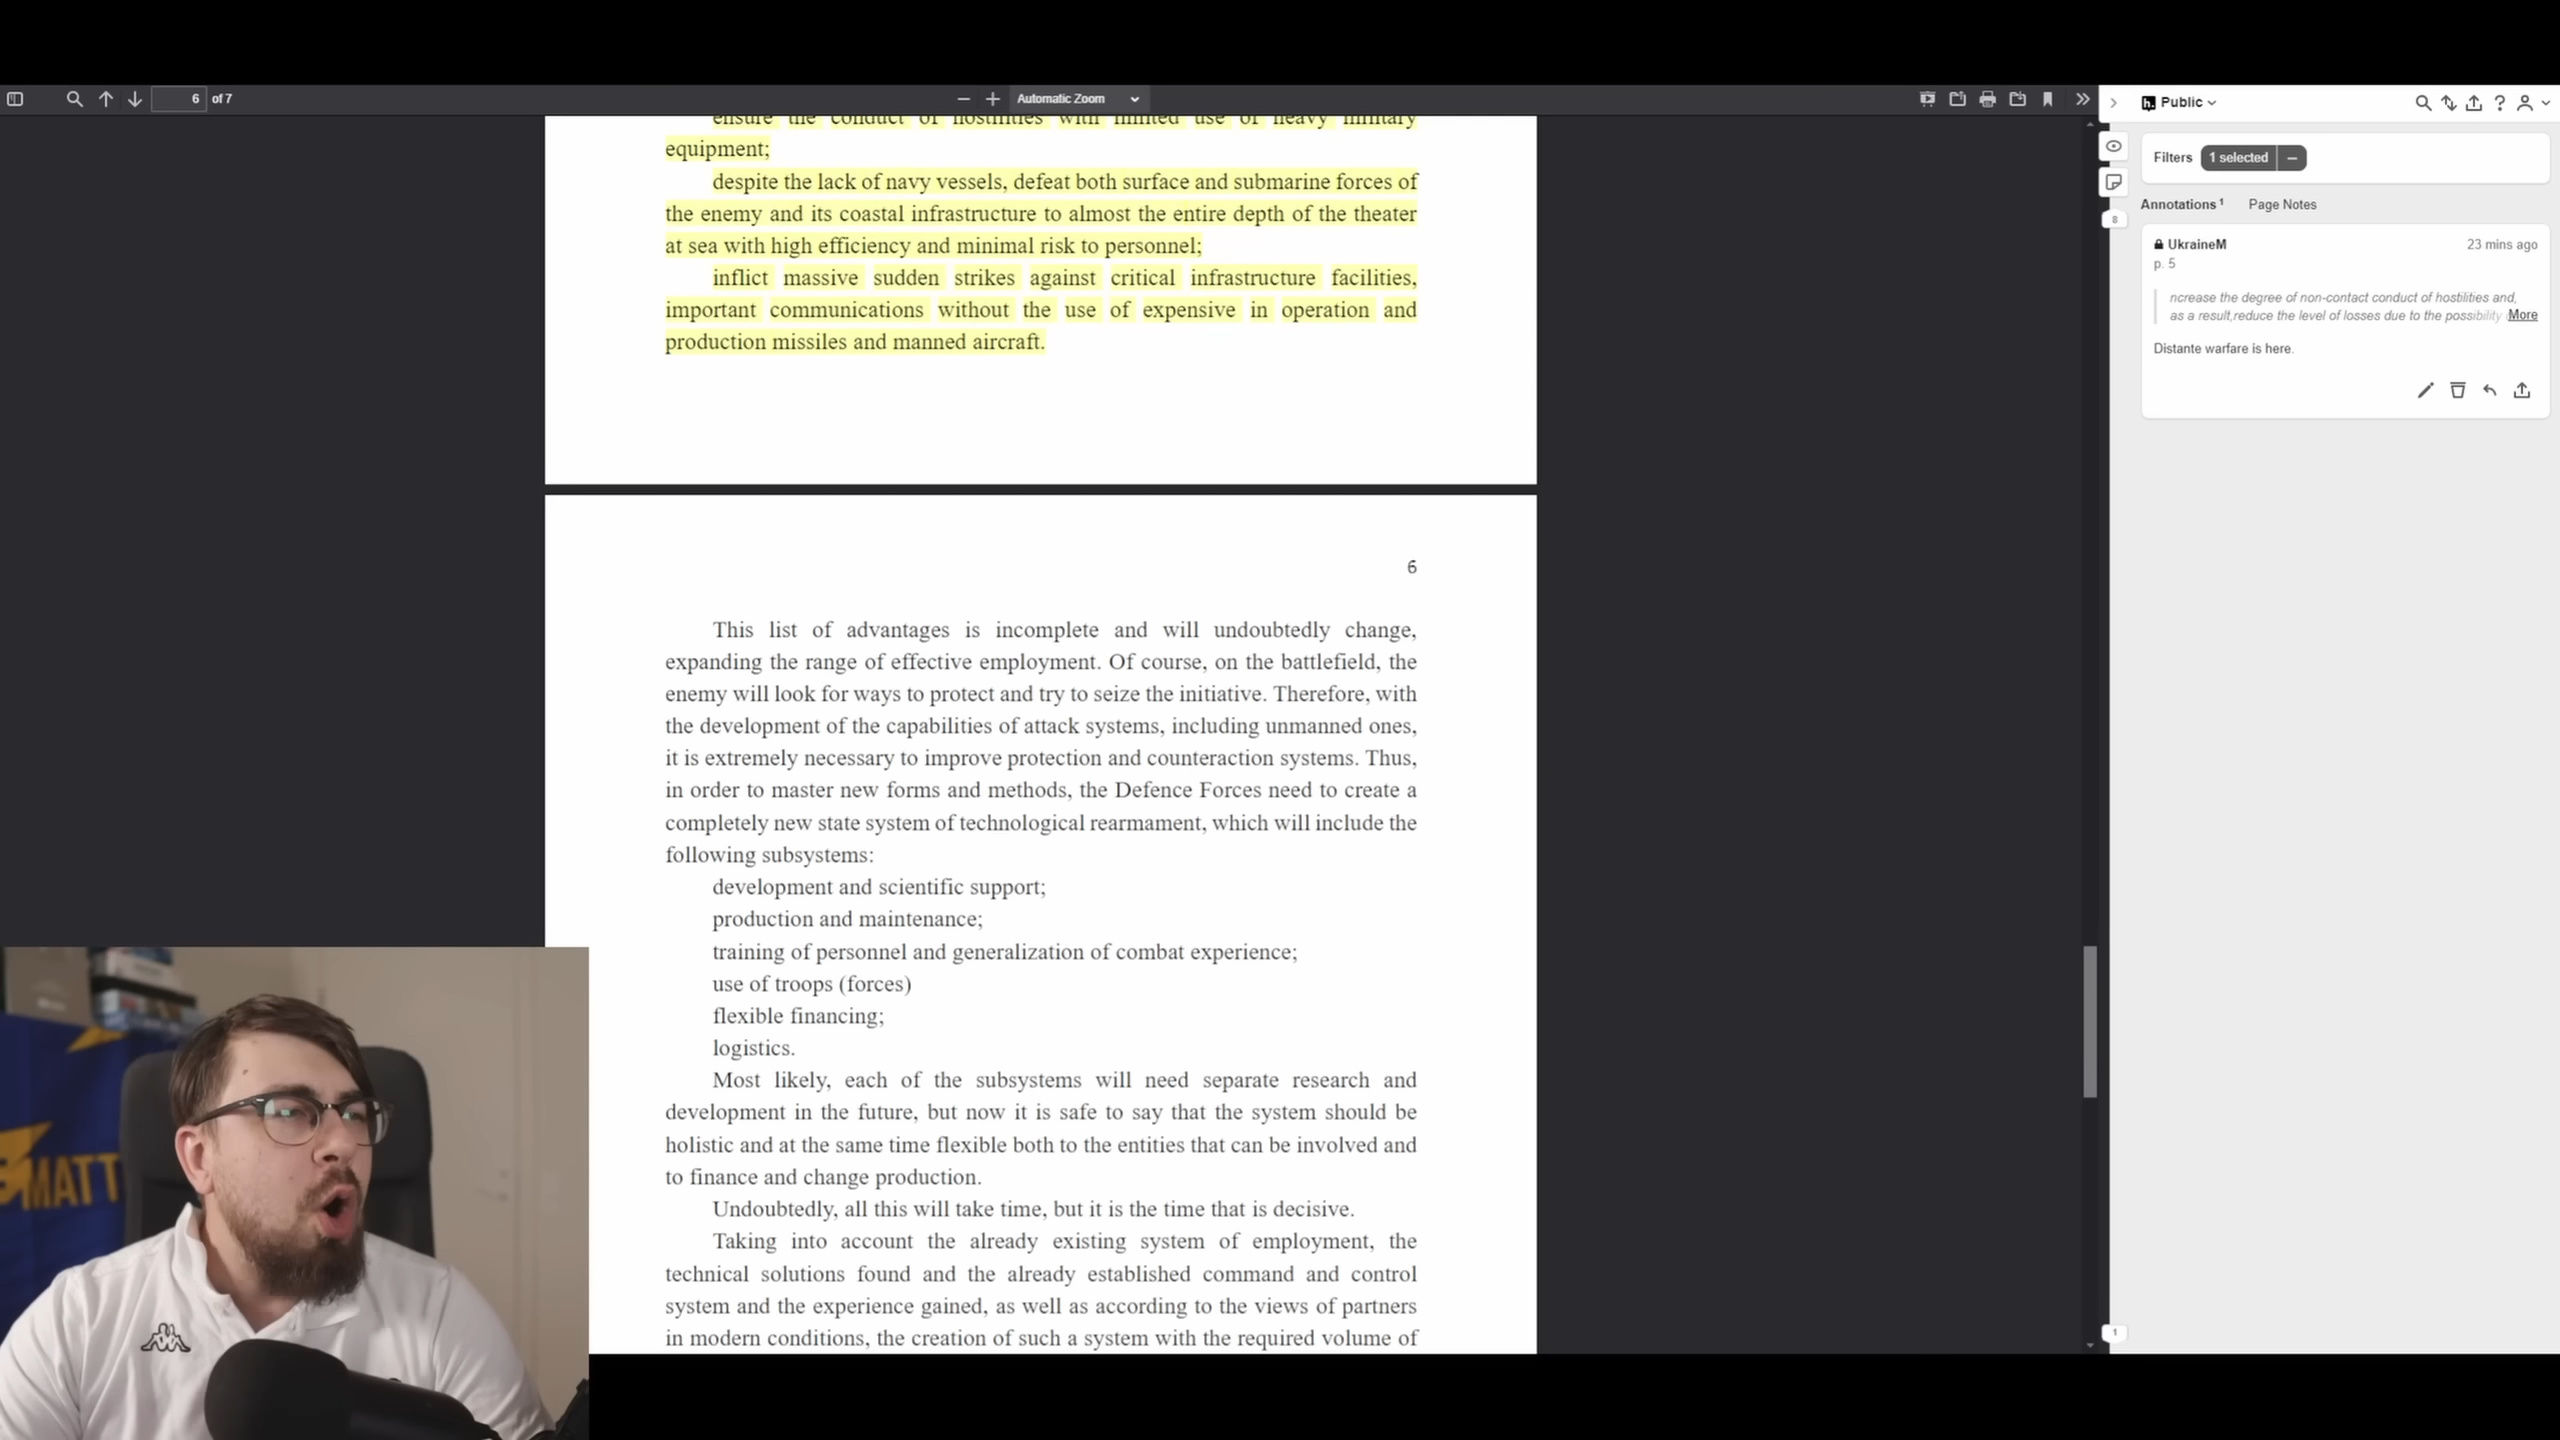 6 of 7
Automatic Zoom
ensure the conduct of hostilities with limited use of heavy military
equipment;
despite the lack of navy vessels, defeat both surface and submarine forces of
the enemy and its coastal infrastructure to almost the entire depth of the theater
at sea with high efficiency and minimal risk to personnel;
inflict massive sudden strikes against critical infrastructure facilities,
important communications without the use of expensive in operation and
production missiles and manned aircraft.
6
This list of advantages is incomplete and will undoubtedly change,
expanding the range of effective employment. Of course, on the battlefield, the
enemy will look for ways to protect and try to seize the initiative. Therefore, with
the development of the capabilities of attack systems, including unmanned ones,
it is extremely necessary to improve protection and counteraction systems. Thus,
in order to master new forms and methods, the Defence Forces need to create a
completely new state system of technological rearmament, which will include the
following subsystems:
development and scientific support;
production and maintenance;
training of personnel and generalization of combat experience;
use of troops (forces)
flexible financing;
logistics.
Most likely, each of the subsystems will need separate research and
development in the future, but now it is safe to say that the system should be
holistic and at the same time flexible both to the entities that can be involved and
to finance and change production.
Undoubtedly, all this will take time, but it is the time that is decisive.
Taking into account the already existing system of employment, the
technical solutions found and the already established command and control
system and the experience gained, as well as according to the views of partners
in modern conditions, the creation of such a system with the required volume of
Public
Filters 1 selected
Annotations 1 Page Notes
8
UkraineM 23 mins ago
p. 5
ncrease the degree of non-contact conduct of hostilities and,
as a result,reduce the level of losses due to the possibility More
Distante warfare is here.
1
MATT